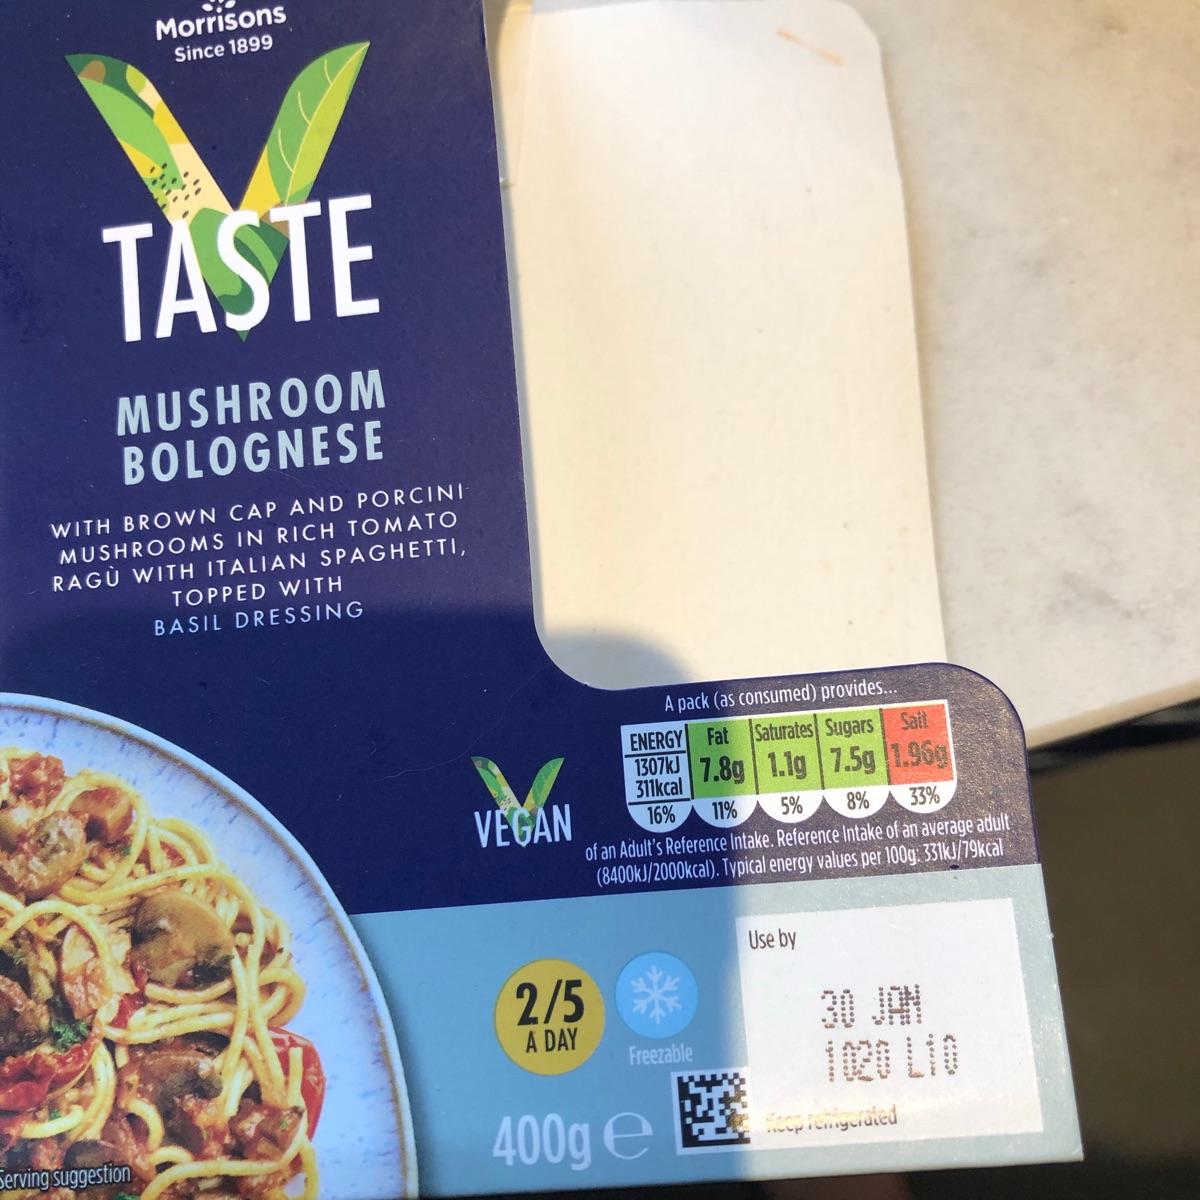 Morrisons
Since 1899
V
TASTE
MUSHROOM
BOLOGNESE
WITH BROWN CAP AND PORCINI
MUSHROOMS IN RICH TOMATO
RAGÙ WITH ITALIAN SPAGHETTI,
TOPPED WITH
BASIL DRESSING
A pack (as consumed) provides...
ENERGY Fat Saturates Sugars Salt
1307kJ
311kcal 7.8g 1.1g 7.5g 1.96g
16% 11% 5% 8% 33%
of an Adult's Reference Intake. Reference Intake of an average adult
(8400kJ/2000kcal). Typical energy values per 100g: 331kJ/79kcal
V
VEGAN
2/5
A DAY
Freezable
400g ℮
Use by
30 JAN
1020 L10
Keep refrigerated
Serving suggestion